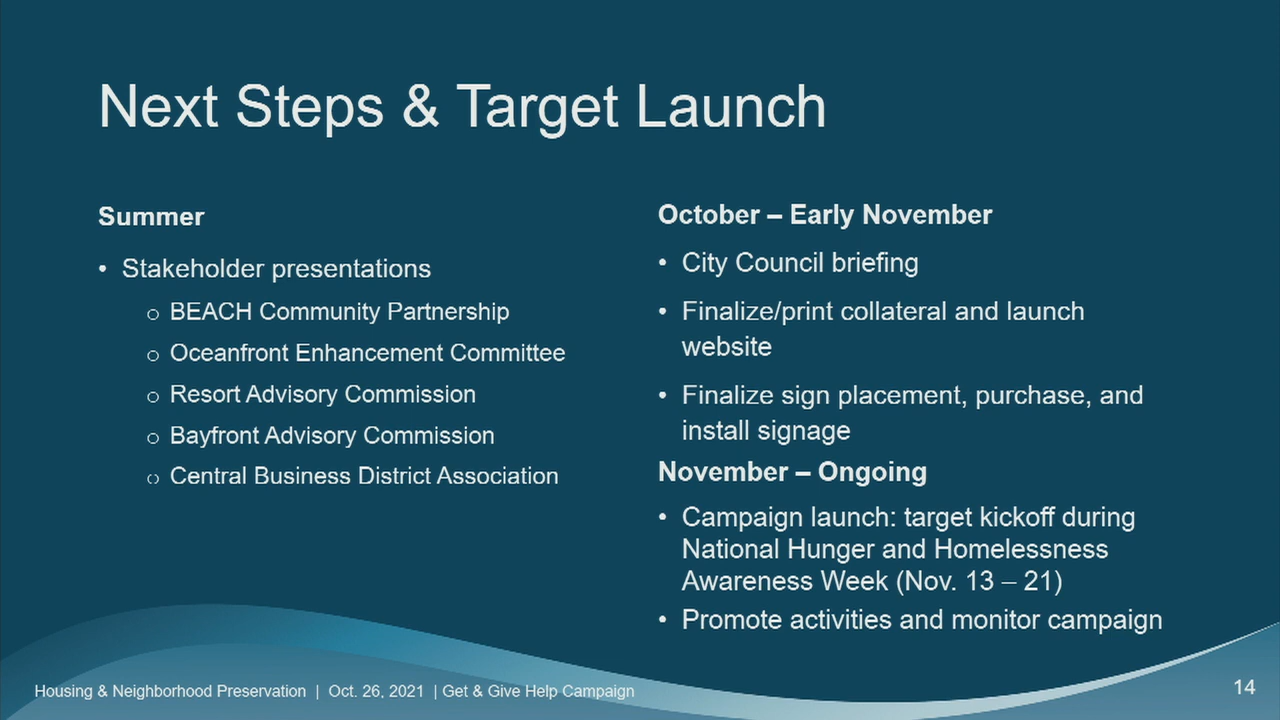 Next Steps & Target Launch
Summer
• Stakeholder presentations
o BEACH Community Partnership
o Oceanfront Enhancement Committee
o Resort Advisory Commission
o Bayfront Advisory Commission
o Central Business District Association
October – Early November
• City Council briefing
• Finalize/print collateral and launch
website
• Finalize sign placement, purchase, and
install signage
November – Ongoing
• Campaign launch: target kickoff during
National Hunger and Homelessness
Awareness Week (Nov. 13 – 21)
• Promote activities and monitor campaign
Housing & Neighborhood Preservation | Oct. 26, 2021 | Get & Give Help Campaign
14